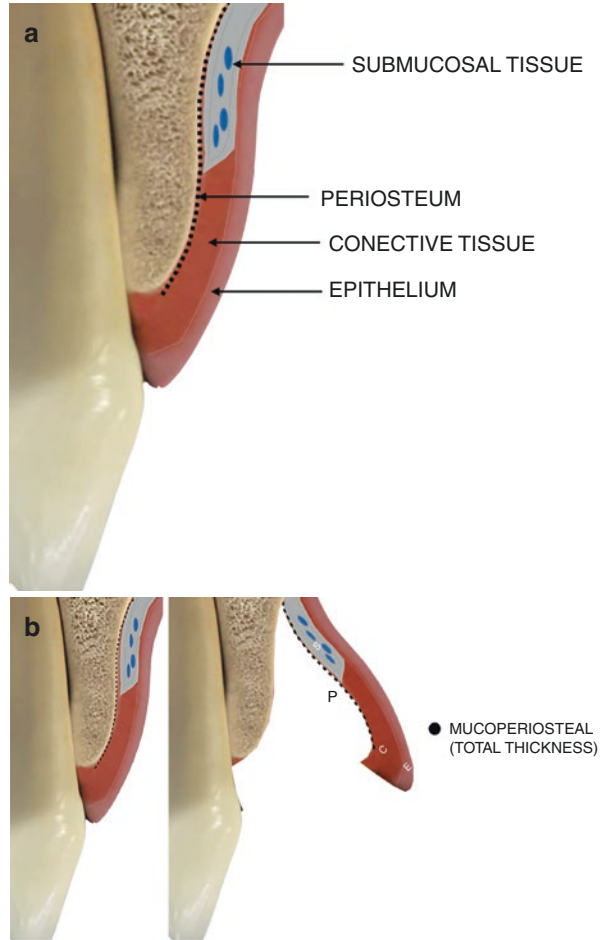 a
SUBMUCOSAL TISSUE
PERIOSTEUM
CONECTIVE TISSUE
EPITHELIUM
b
S
P
C
E
MUCOPERIOSTEAL
(TOTAL THICKNESS)